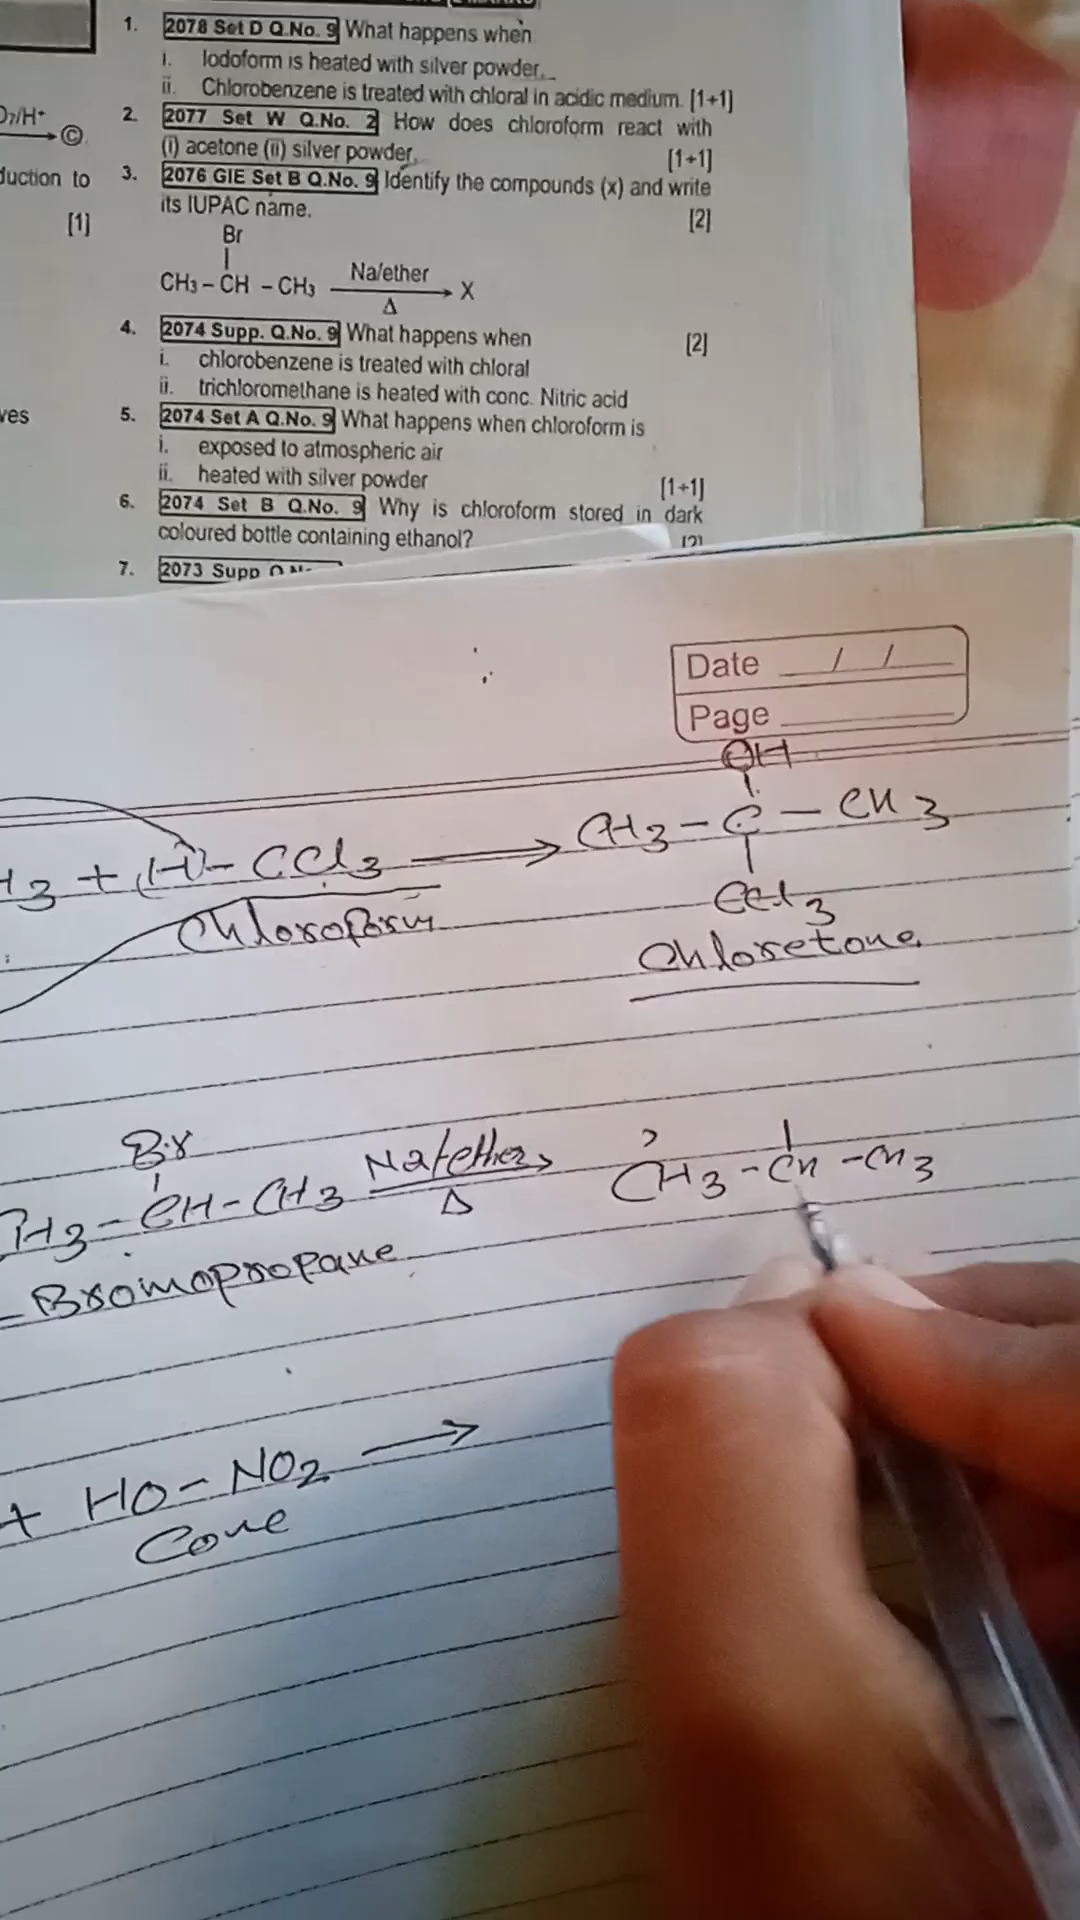 1. 2078 Set D Q.No. 9 What happens when
i. Iodoform is heated with silver powder.
ii. Chlorobenzene is treated with chloral in acidic medium. [1+1]
2. 2077 Set W Q.No. 2 How does chloroform react with
(i) acetone (ii) silver powder. [1+1]
3. 2076 GIE Set B Q.No. 9 Identify the compounds (x) and write
its IUPAC name. [2]
Br
CH3 – CH – CH3 Na/ether Δ → X
4. 2074 Supp. Q.No. 9 What happens when [2]
i. chlorobenzene is treated with chloral
ii. trichloromethane is heated with conc. Nitric acid
5. 2074 Set A Q.No. 9 What happens when chloroform is
i. exposed to atmospheric air
ii. heated with silver powder [1+1]
6. 2074 Set B Q.No. 9 Why is chloroform stored in dark
coloured bottle containing ethanol? [2]
7. 2073 Supp
O7/H+
→ ©
duction to
[1]
ves
Date / /
Page
OH
H3 + H – CCl3 → CH3 – C – CH3
CCl3
Chloroform
Chloretone
Br
CH3 – CH – CH3 Na/ether Δ → CH3 – CH – CH3
– Bromopropane
+ HO – NO2 →
Conc